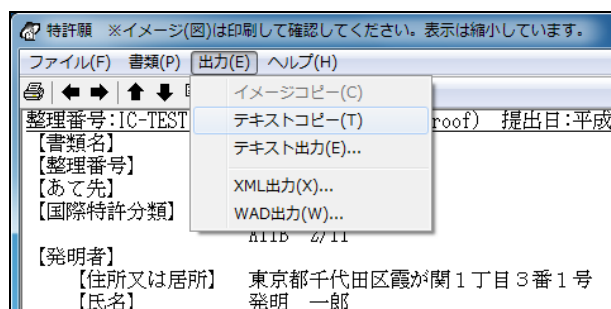 特許願　※イメージ(図)は印刷して確認してください。表示は縮小しています。
ファイル(F)　書類(P)　出力(E)　ヘルプ(H)
イメージコピー(C)
整理番号:IC-TEST　テキストコピー(T)　roof)　提出日:平成
【書類名】　テキスト出力(E)...
【整理番号】
【あて先】　XML出力(X)...
【国際特許分類】　WAD出力(W)...
【発明者】
【住所又は居所】　東京都千代田区霞が関１丁目３番１号
【氏名】　発明　一郎